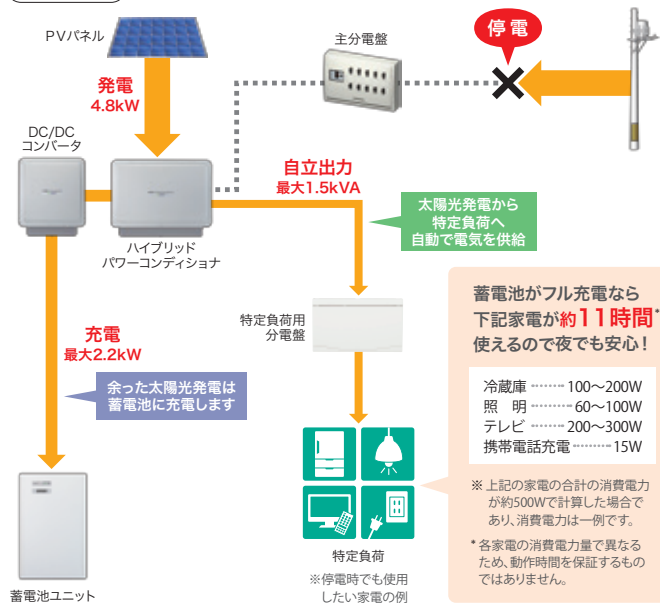 PVパネル
発電
4.8kW
主分電盤
停電
DC/DC
コンバータ
ハイブリッド
パワーコンディショナ
自立出力
最大1.5kVA
太陽光発電から
特定負荷へ
自動で電気を供給
特定負荷用
分電盤
充電
最大2.2kW
余った太陽光発電は
蓄電池に充電します
蓄電池ユニット
特定負荷
※停電時でも使用
したい家電の例
蓄電池がフル充電なら
下記家電が約11時間*
使えるので夜でも安心！
冷蔵庫 ········ 100〜200W
照　明 ········· 60〜100W
テレビ ······· 200〜300W
携帯電話充電 ········· 15W
※ 上記の家電の合計の消費電力
が約500Wで計算した場合で
あり、消費電力は一例です。
* 各家電の消費電力量で異なる
ため、動作時間を保証するもの
ではありません。